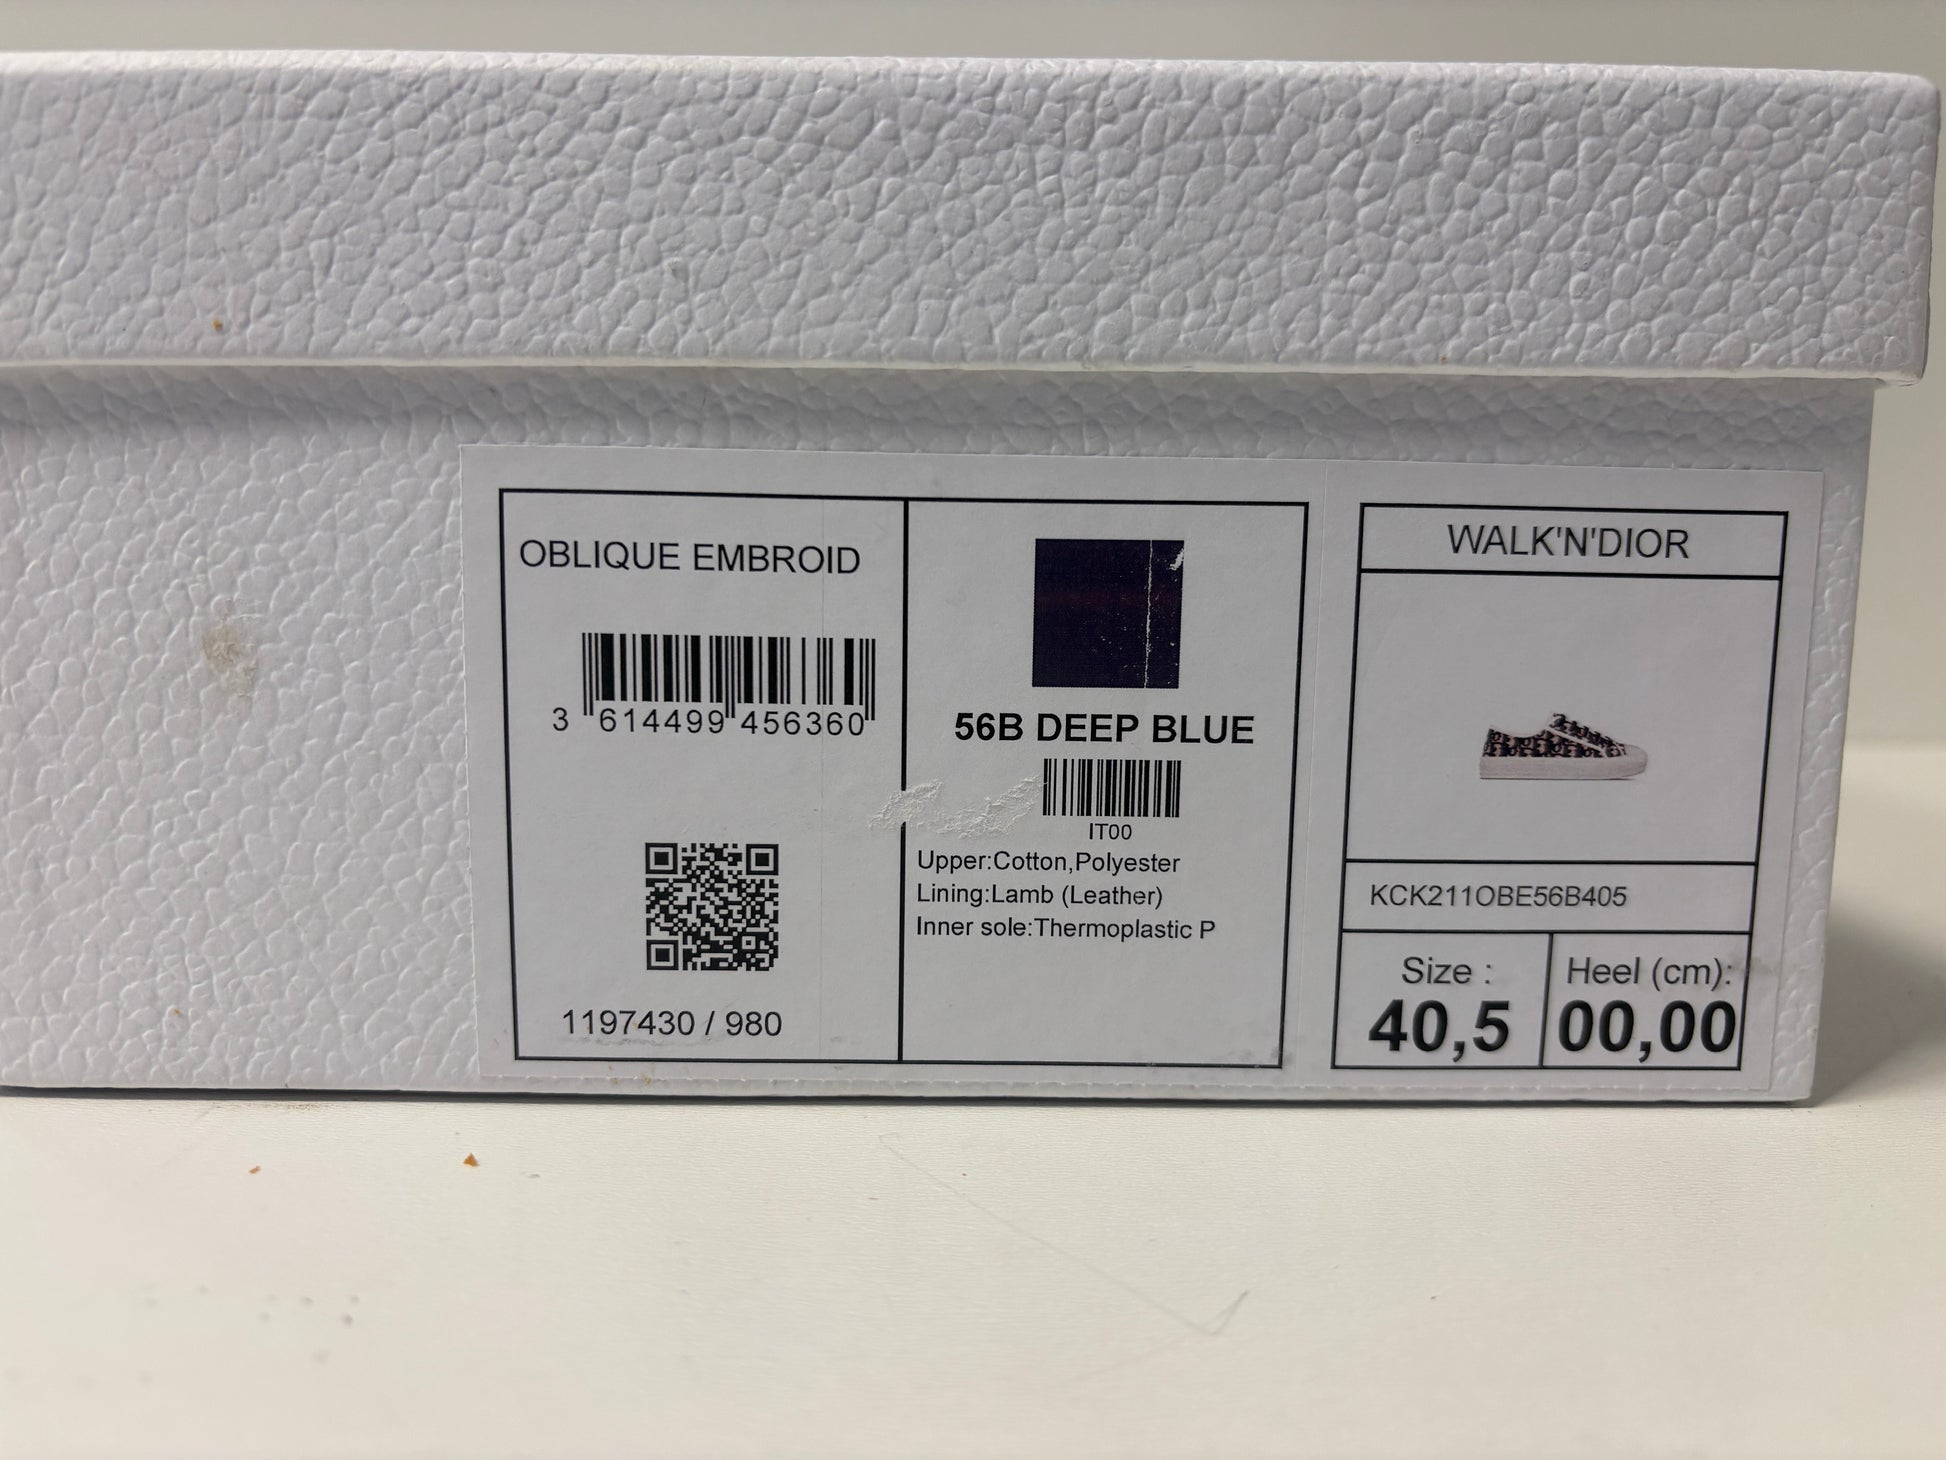 OBLIQUE EMBROID
3 614499 456360
1197430 / 980
56B DEEP BLUE
IT00
Upper:Cotton,Polyester
Lining:Lamb (Leather)
Inner sole:Thermoplastic P
WALK'N'DIOR
KCK211OBE56B405
Size :
40,5
Heel (cm):
00,00